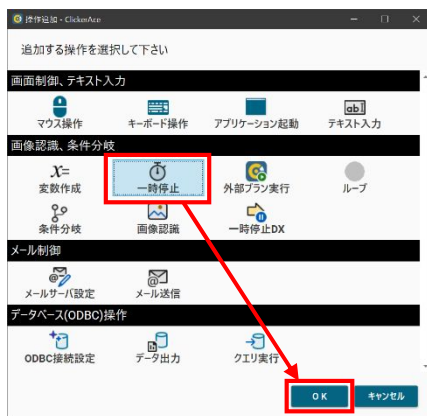 操作追加 - ClickerAce
追加する操作を選択して下さい
画面制御、テキスト入力
マウス操作 キーボード操作 アプリケーション起動 テキスト入力
画像認識、条件分岐
変数作成 一時停止 外部プラン実行 ループ
条件分岐 画像認識 一時停止DX
メール制御
メールサーバ設定 メール送信
データベース(ODBC)操作
ODBC接続設定 データ出力 クエリ実行
OK キャンセル